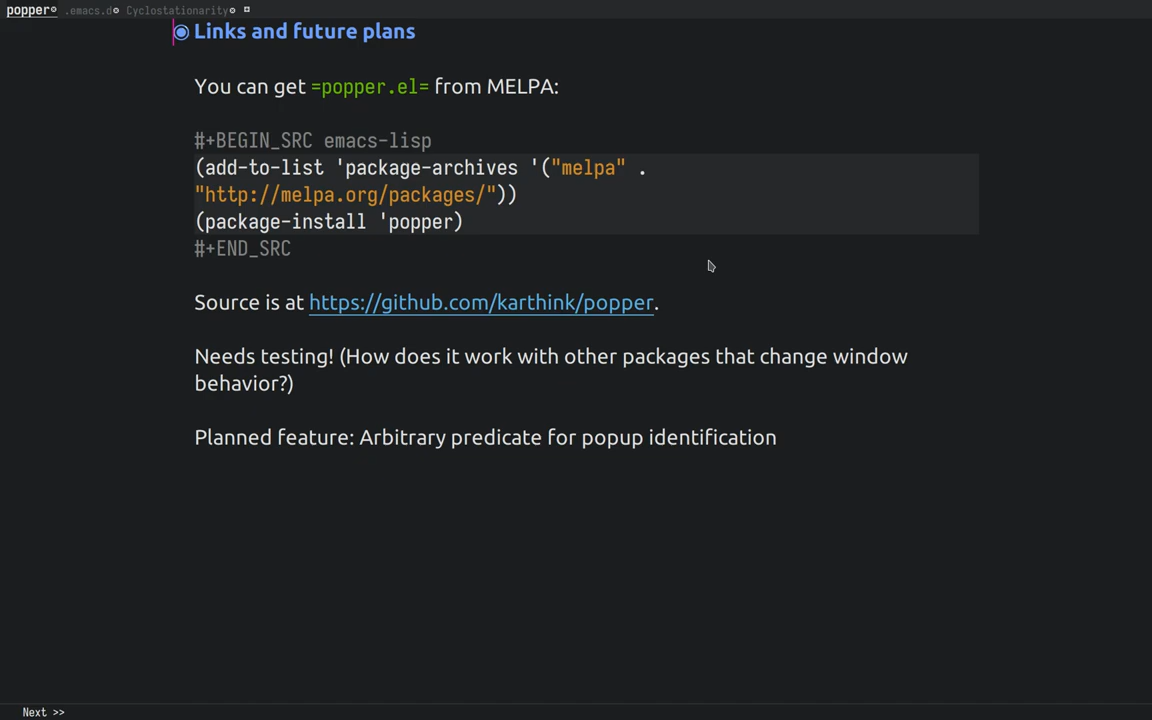 popper .emacs.d Cyclostationarity
Links and future plans
You can get =popper.el= from MELPA:
#+BEGIN_SRC emacs-lisp
(add-to-list 'package-archives '("melpa" .
"http://melpa.org/packages/"))
(package-install 'popper)
#+END_SRC
Source is at https://github.com/karthink/popper.
Needs testing! (How does it work with other packages that change window
behavior?)
Planned feature: Arbitrary predicate for popup identification
Next >>